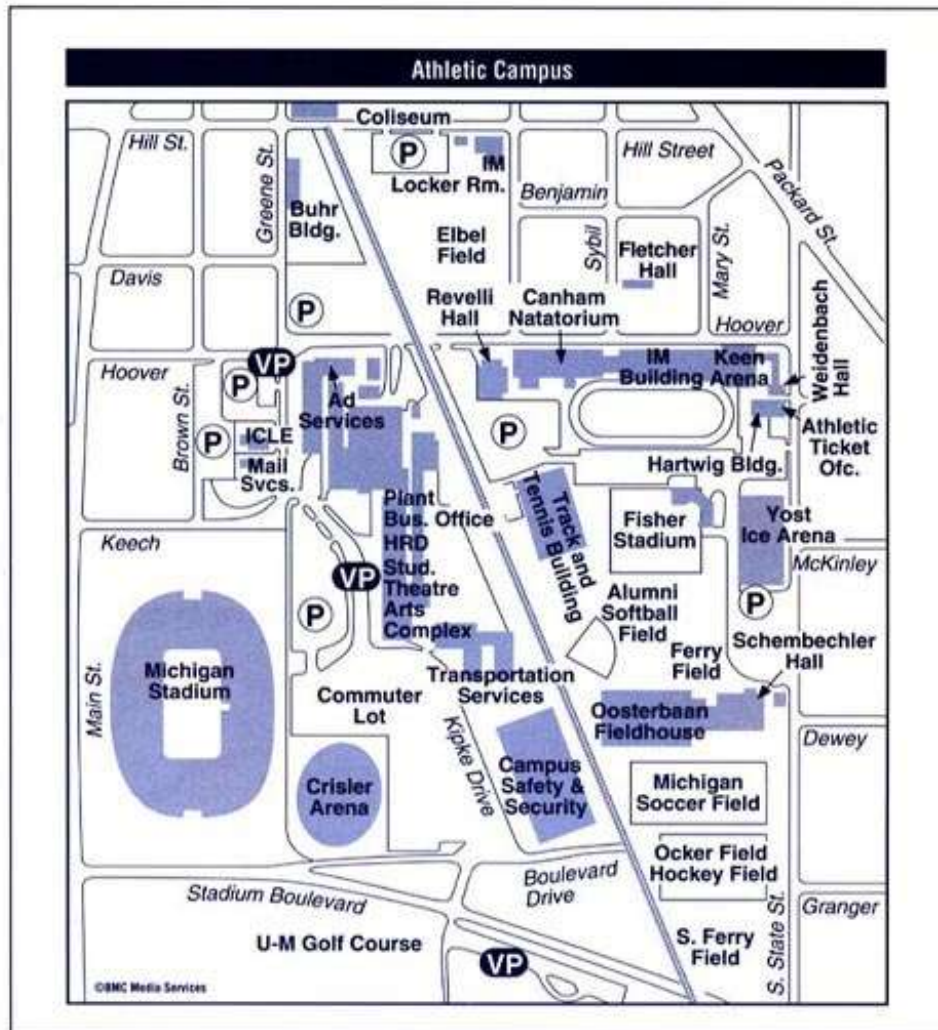 Athletic Campus
Coliseum
Hill St.
P
IM
Locker Rm.
Hill Street
Packard St.
Greene St.
Buhr
Bldg.
Benjamin
Elbel
Field
Sybil
Fletcher
Hall
Mary St.
Davis
P
Revelli
Hall
Canham
Natatorium
Hoover
Weidenbach
Hall
Hoover
VP
P
Ad
Services
IM
Building
Keen
Arena
Brown St.
P
ICLE
Mail
Svcs.
P
Athletic
Ticket
Ofc.
Hartwig Bldg.
Plant
Bus. Office
HRD
Stud.
Theatre
Arts
Complex
Track and
Tennis Building
Fisher
Stadium
Yost
Ice Arena
Keech
McKinley
VP
P
P
Alumni
Softball
Field
Ferry
Field
Schembechler
Hall
Main St.
Michigan
Stadium
Commuter
Lot
Transportation
Services
Oosterbaan
Fieldhouse
Dewey
Kipke Drive
Crisler
Arena
Campus
Safety &
Security
Michigan
Soccer Field
Ocker Field
Hockey Field
Boulevard
Drive
Stadium Boulevard
Granger
S. State St.
U-M Golf Course
VP
S. Ferry
Field
©BMC Media Services